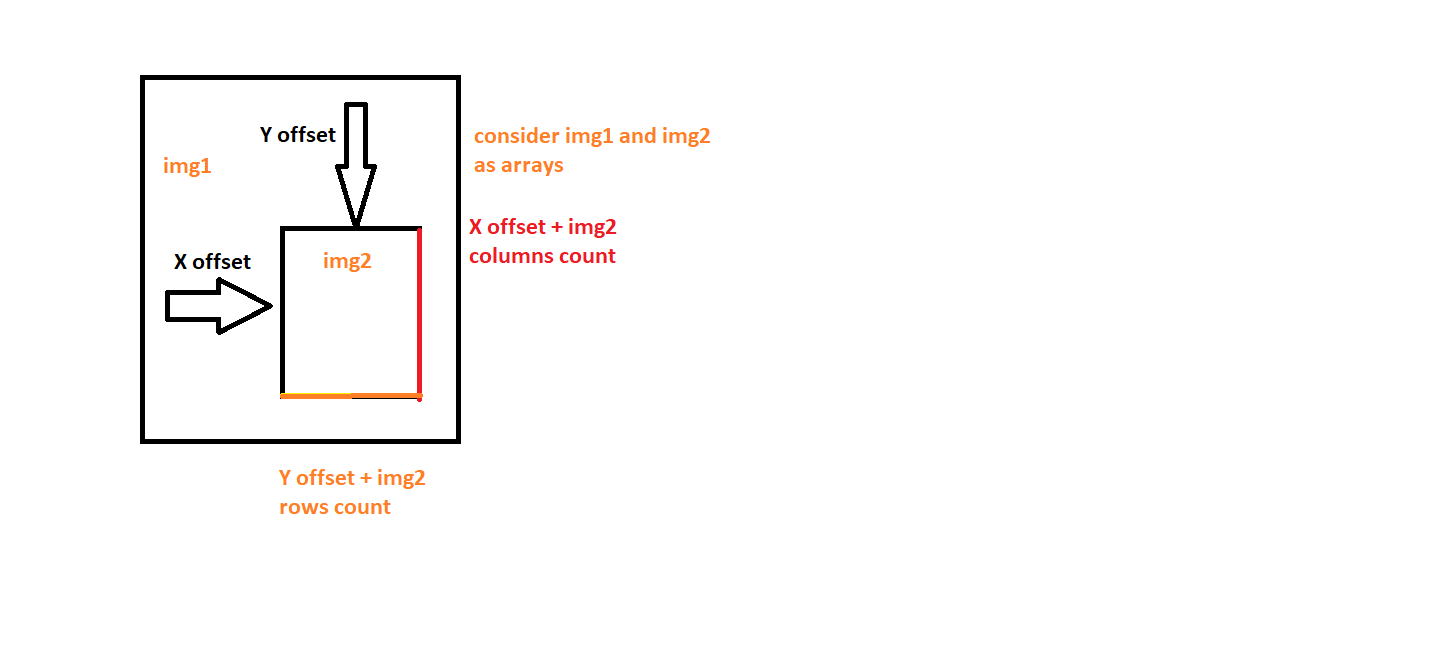 Y offset
img1
consider img1 and img2
as arrays
X offset + img2
columns count
X offset
img2
Y offset + img2
rows count